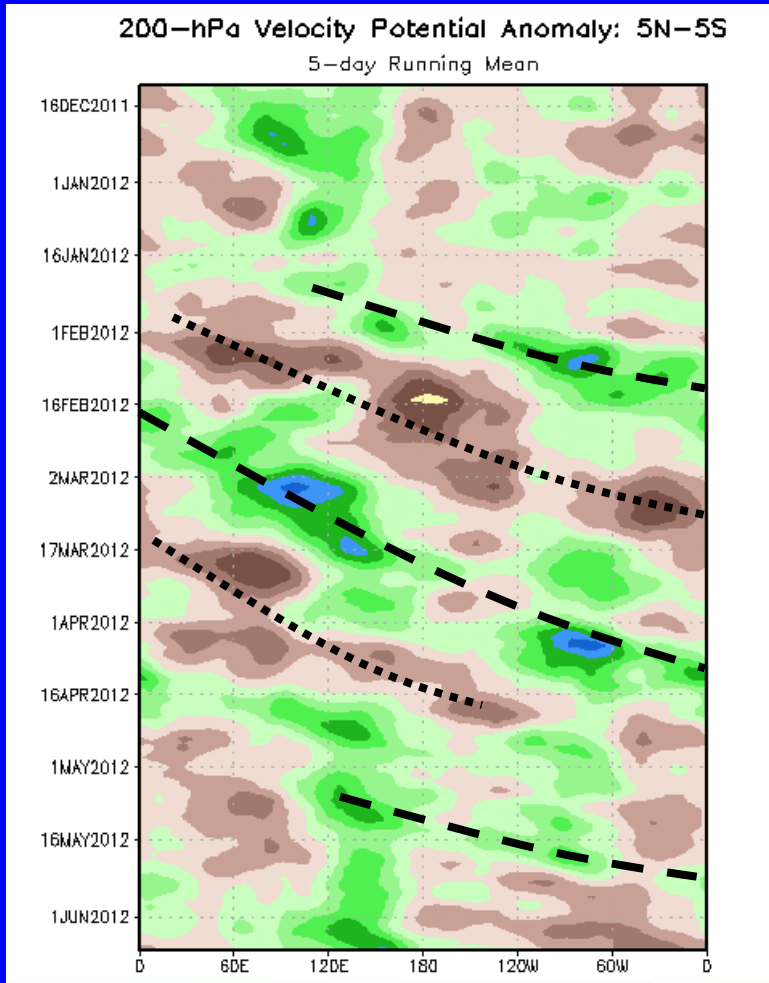 200-hPa Velocity Potential Anomaly: 5N-5S
5-day Running Mean
16DEC2011
1JAN2012
16JAN2012
1FEB2012
16FEB2012
2MAR2012
17MAR2012
1APR2012
16APR2012
1MAY2012
16MAY2012
1JUN2012
0 60E 120E 180 120W 60W 0